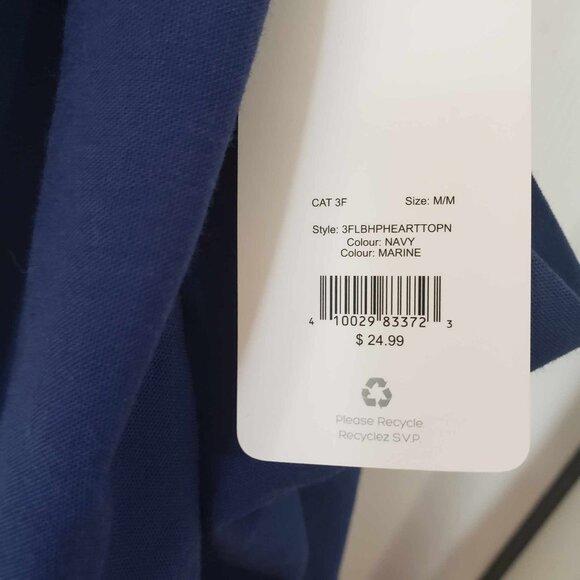 CAT 3F Size: M/M
Style: 3FLBHPHEARTTOPN
Colour: NAVY
Colour: MARINE
4 10029 83372 3
$ 24.99
Please Recycle
Recyclez S.V.P.